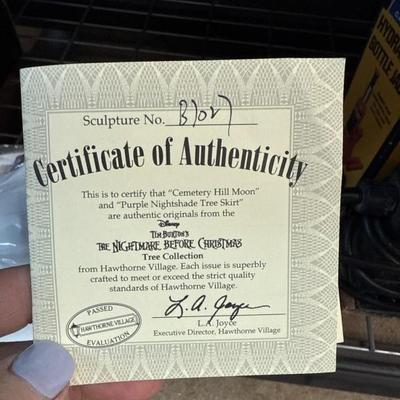 Sculpture No.
Certificate of Authenticity
This is to certify that "Cemetery Hill Moon"
and "Purple Nightshade Tree Skirt"
are authentic originals from the
Disney
TIM BURTON'S
THE NIGHTMARE BEFORE CHRISTMAS
Tree Collection
from Hawthorne Village. Each issue is superbly
crafted to meet or exceed the strict quality
standards of Hawthorne Village.
L.A. Joyce
L.A. Joyce
Executive Director, Hawthorne Village
PASSED
HAWTHORNE VILLAGE
EVALUATION
HYDRA
BOTTLE JA